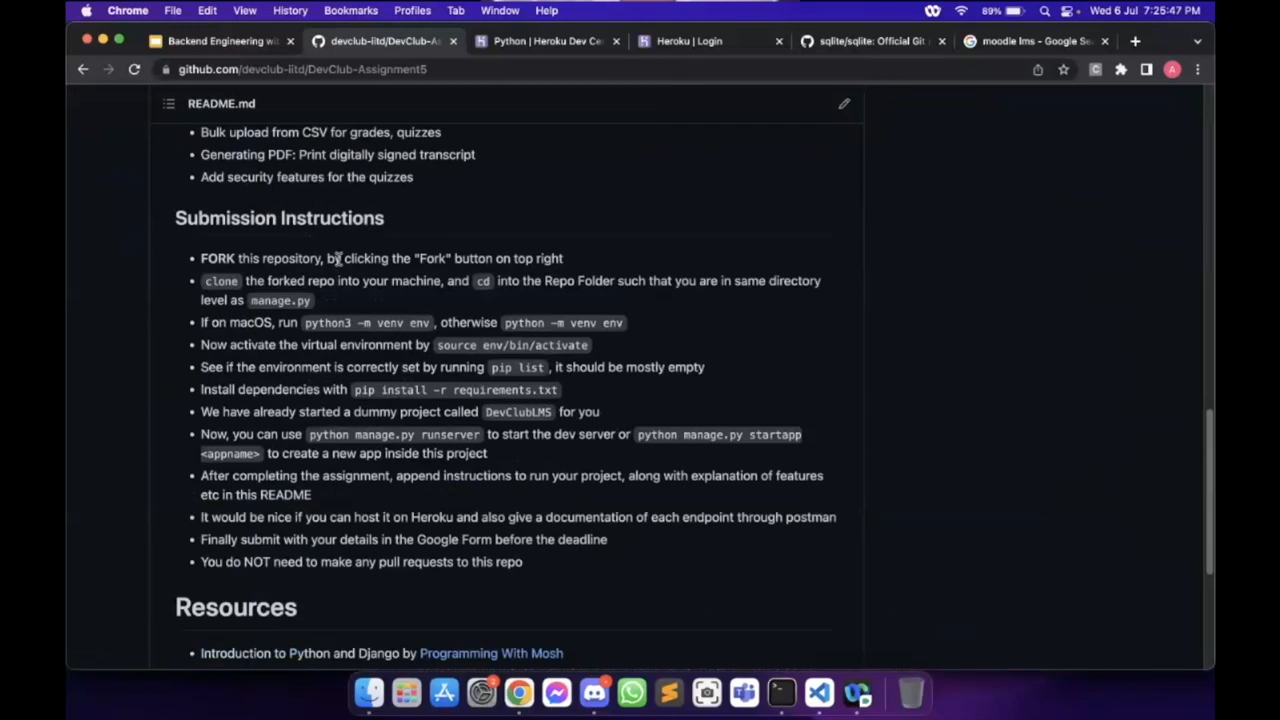 Chrome File Edit View History Bookmarks Profiles Tab Window Help 89% Wed 6 Jul 7:25:47 PM
Backend Engineering wit devclub-iitd/DevClub-As Python | Heroku Dev Ce Heroku | Login sqlite/sqlite: Official Git moodle lms - Google Se
github.com/devclub-iitd/DevClub-Assignment5 C A
README.md
• Bulk upload from CSV for grades, quizzes
• Generating PDF: Print digitally signed transcript
• Add security features for the quizzes
Submission Instructions
• FORK this repository, by clicking the "Fork" button on top right
• clone the forked repo into your machine, and cd into the Repo Folder such that you are in same directory
level as manage.py
• If on macOS, run python3 -m venv env, otherwise python -m venv env
• Now activate the virtual environment by source env/bin/activate
• See if the environment is correctly set by running pip list, it should be mostly empty
• Install dependencies with pip install -r requirements.txt
• We have already started a dummy project called DevClubLMS for you
• Now, you can use python manage.py runserver to start the dev server or python manage.py startapp
<appname> to create a new app inside this project
• After completing the assignment, append instructions to run your project, along with explanation of features
etc in this README
• It would be nice if you can host it on Heroku and also give a documentation of each endpoint through postman
• Finally submit with your details in the Google Form before the deadline
• You do NOT need to make any pull requests to this repo
Resources
• Introduction to Python and Django by Programming With Mosh